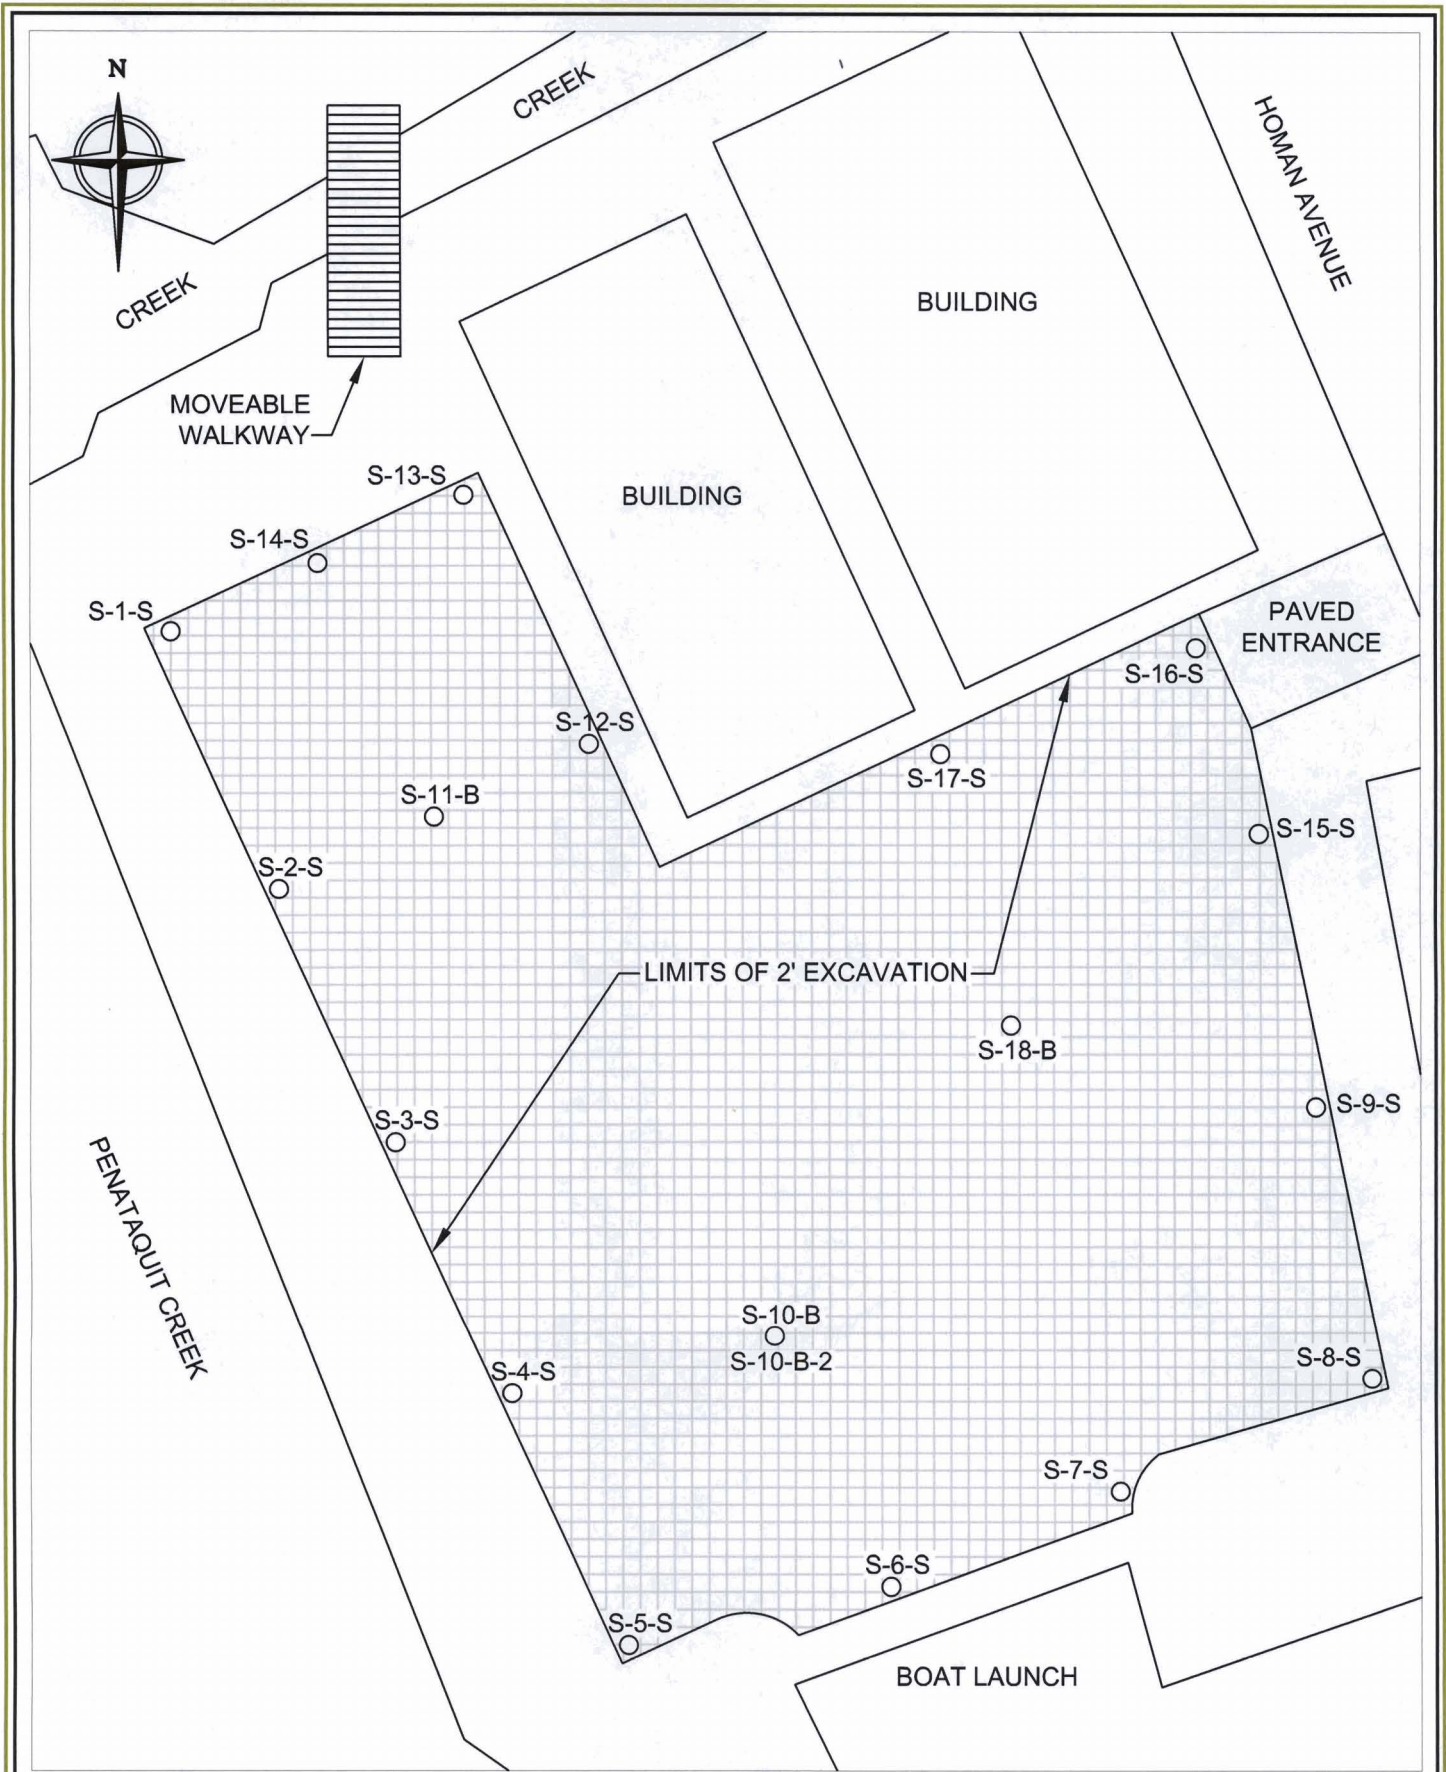 N
CREEK
HOMAN AVENUE
CREEK
BUILDING
MOVEABLE
WALKWAY
S-13-S
BUILDING
S-14-S
S-1-S
PAVED
ENTRANCE
S-16-S
S-12-S
S-17-S
S-11-B
S-15-S
S-2-S
LIMITS OF 2' EXCAVATION
S-18-B
S-9-S
S-3-S
PENATAQUIT CREEK
S-10-B
S-10-B-2
S-8-S
S-4-S
S-7-S
S-6-S
S-5-S
BOAT LAUNCH